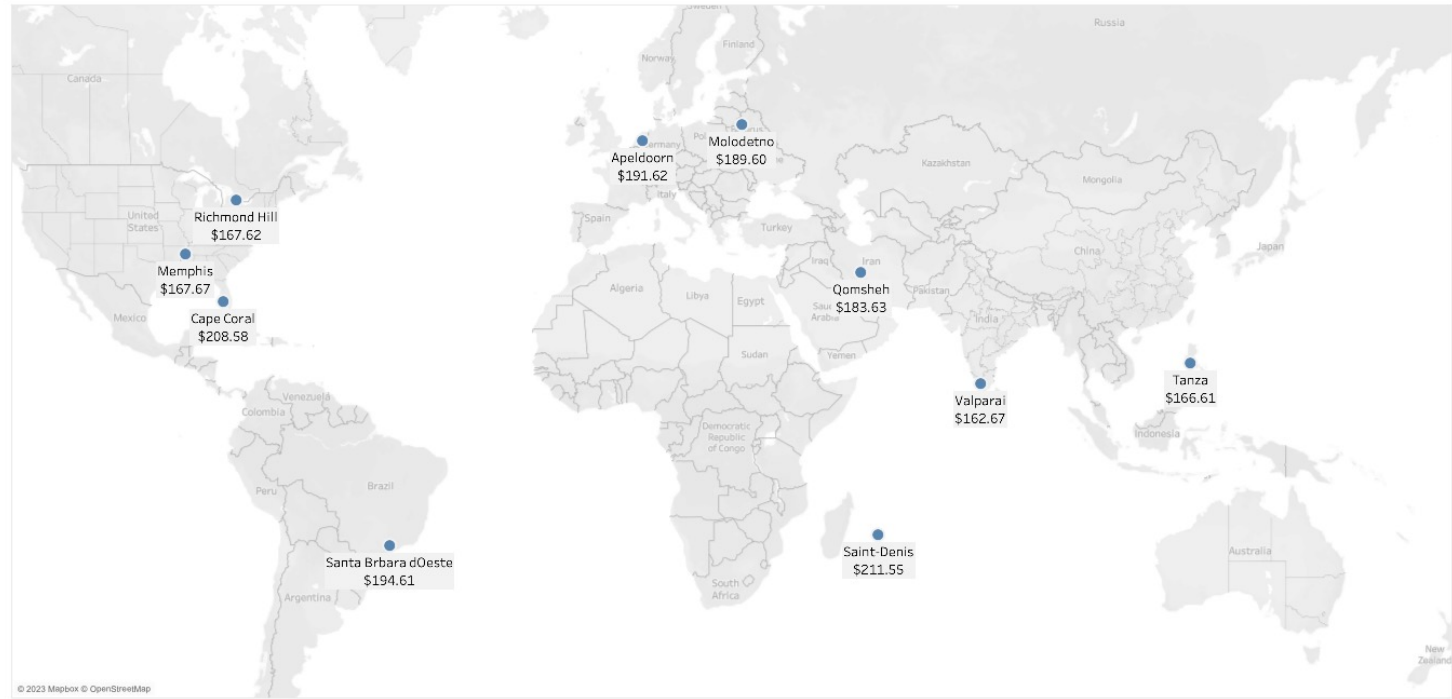 Sweden
Russia
Finland
Norway
Canada
Molodetno
$189.60
Germany
Apeldoorn
$191.62
Kazakhstan
Mongolia
Italy
Richmond Hill
$167.62
United
States
Spain
Turkey
China
Japan
Memphis
$167.67
Iraq
Iran
Qomsheh
$183.63
Algeria
Libya
Egypt
Pakistan
Arabia
India
Mexico
Cape Coral
$208.58
Sudan
Yemen
Tanza
$166.61
Valparai
$162.67
Venezuela
Colombia
Democratic
Republic
of Congo
Indonesia
Peru
Brazil
Santa Brbara dOeste
$194.61
Saint-Denis
$211.55
Australia
South
Africa
Argentina
New
Zealand
© 2023 Mapbox © OpenStreetMap